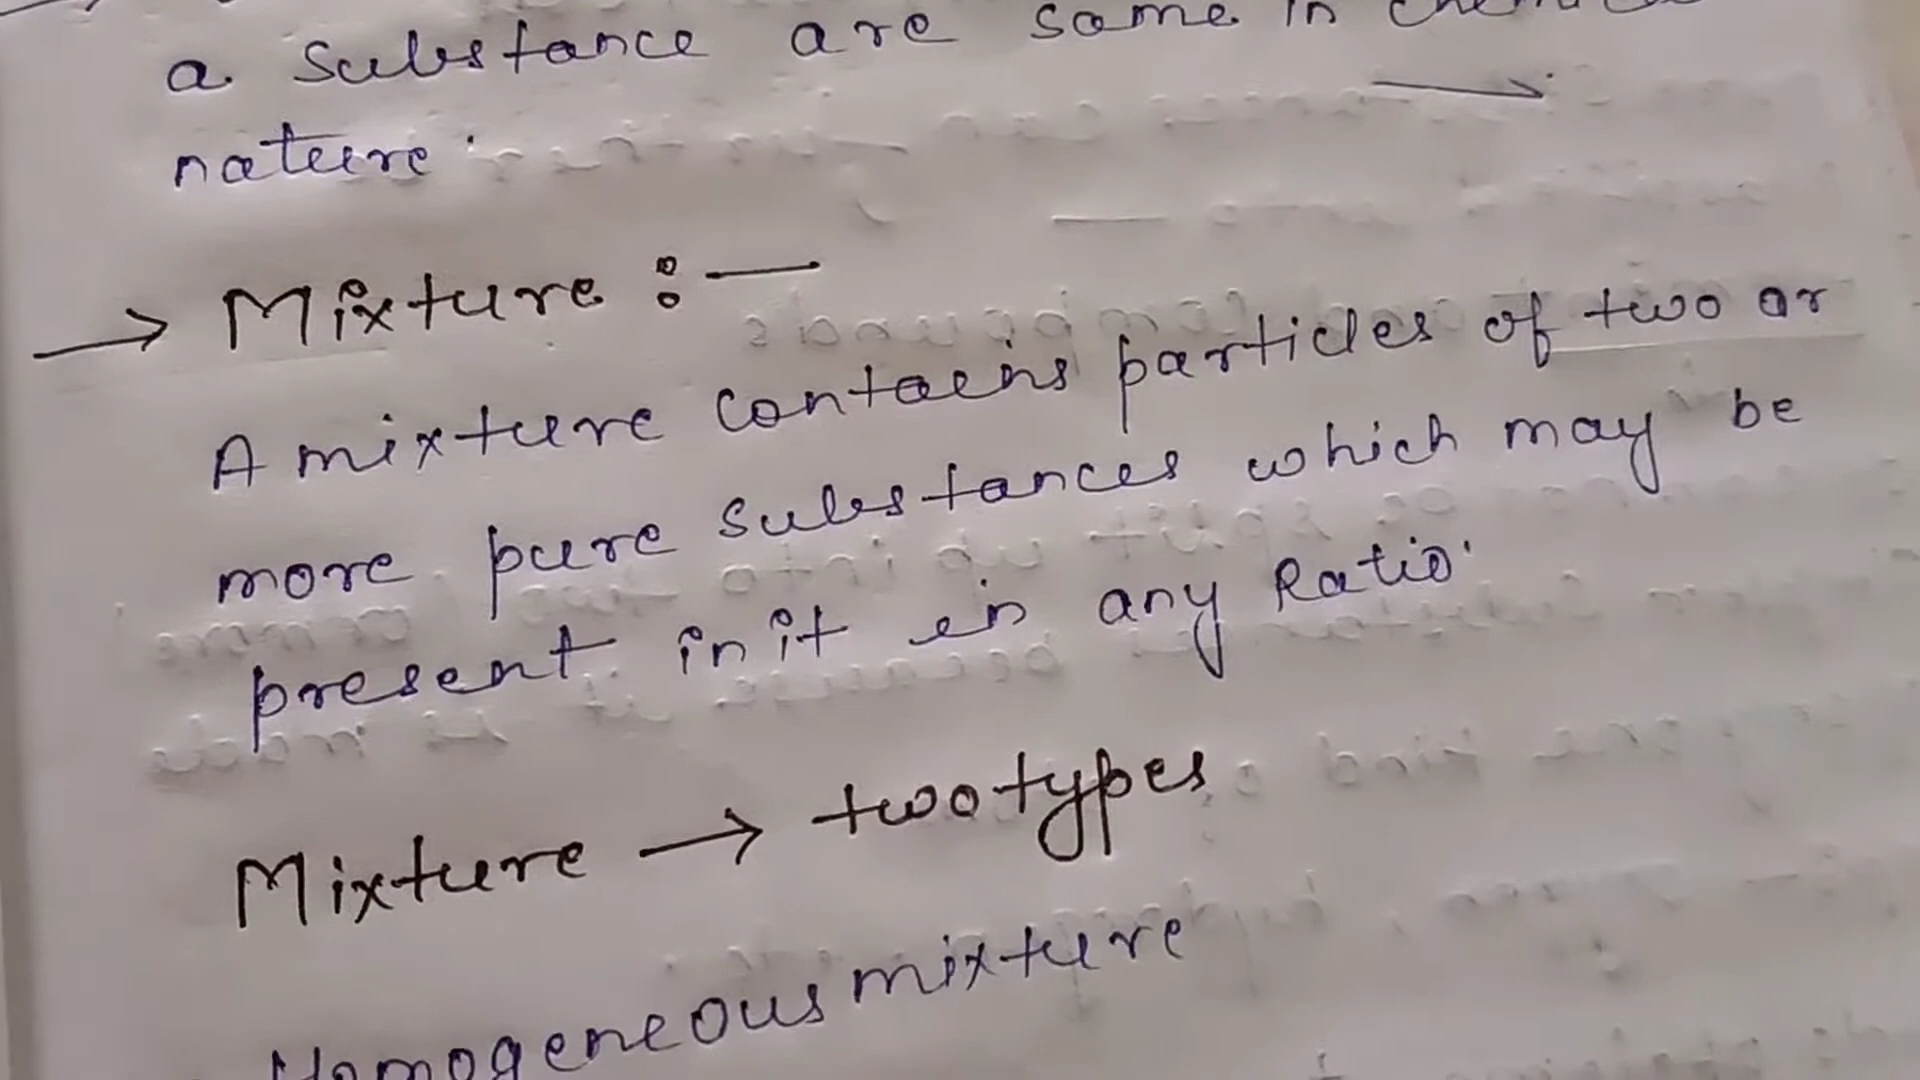 a substance are same in chemical
nature.
→ Mixture :—
A mixture contains particles of two or
more pure substances which may be
present in it in any Ratio.
Mixture → two types
Homogeneous mixture